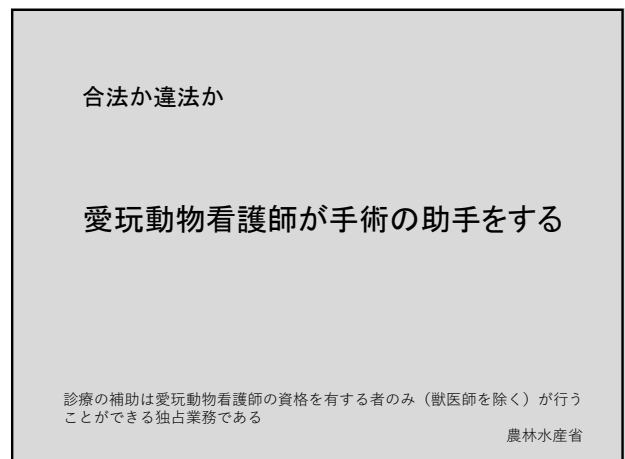 合法か違法か
愛玩動物看護師が手術の助手をする
診療の補助は愛玩動物看護師の資格を有する者のみ（獣医師を除く）が行う
ことができる独占業務である
農林水産省